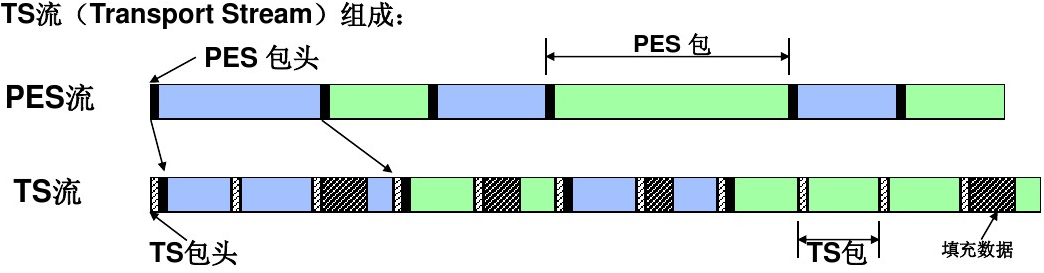 TS流（Transport Stream）组成：
PES 包头
PES 包
PES流
TS流
TS包头
TS包
填充数据